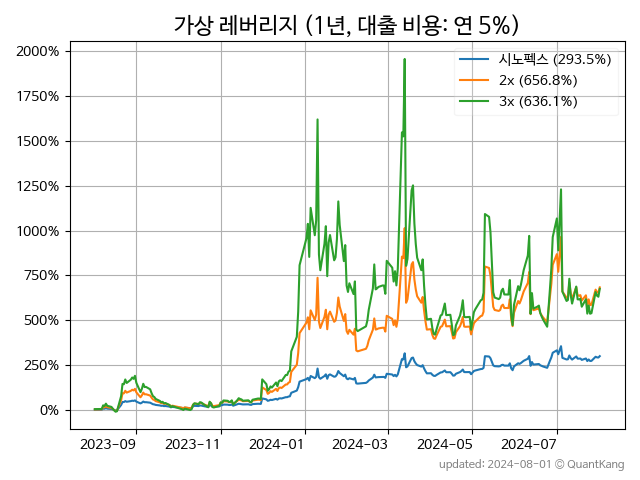 가상 레버리지 (1년, 대출 비용: 연 5%)
2000%
1750%
1500%
1250%
1000%
750%
500%
250%
0%
시노펙스 (293.5%)
2x (656.8%)
3x (636.1%)
2023-09 2023-11 2024-01 2024-03 2024-05 2024-07
updated: 2024-08-01 © QuantKang